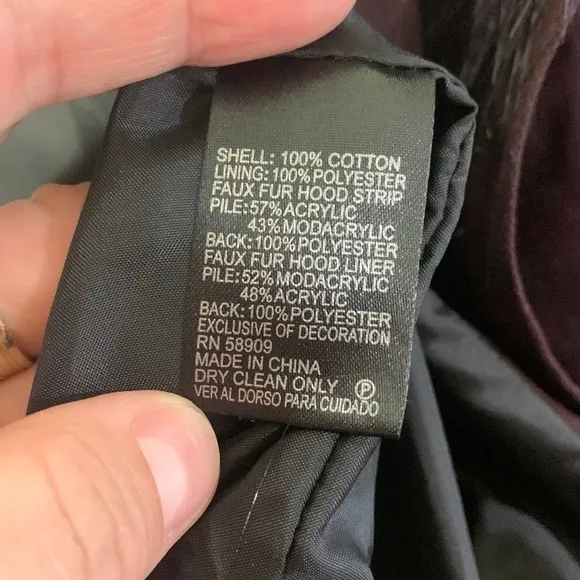 SHELL: 100% COTTON
LINING: 100% POLYESTER
FAUX FUR HOOD STRIP
PILE:57%ACRYLIC
43%MODACRYLIC
BACK:100%POLYESTER
FAUX FUR HOOD LINER
PILE:52%MODACRYLIC
48%ACRYLIC
BACK:100%POLYESTER
EXCLUSIVE OF DECORATION
RN 58909
MADE IN CHINA
DRY CLEAN ONLY Ⓟ
VER AL DORSO PARA CUIDADO